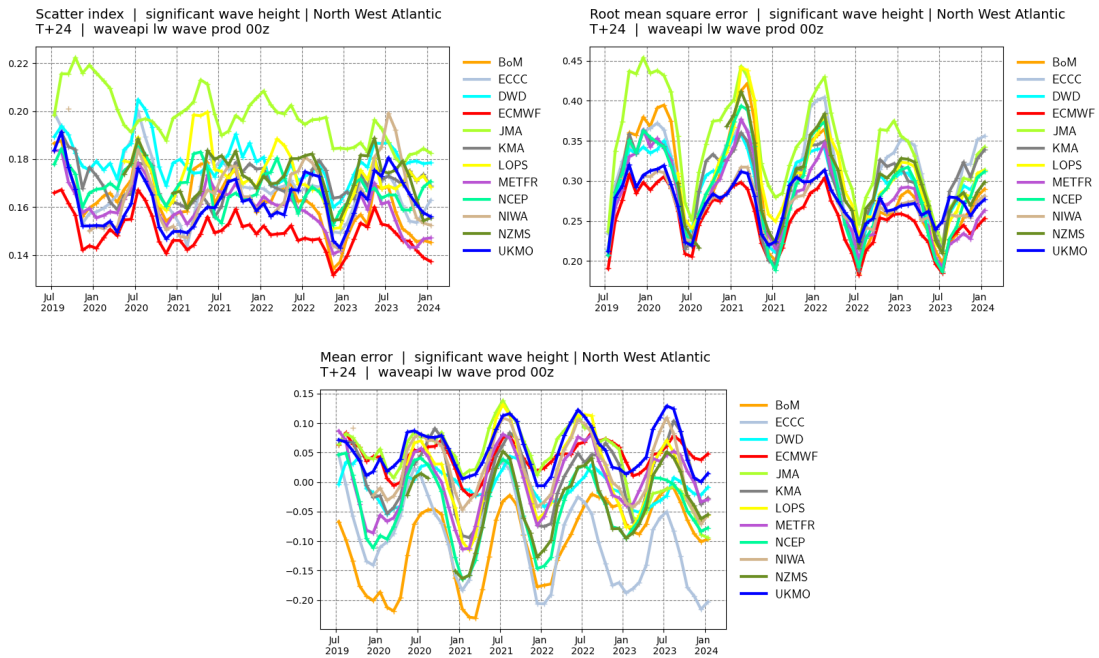 Scatter index | significant wave height | North West Atlantic
T+24 | waveapi lw wave prod 00z
0.22
0.20
0.18
0.16
0.14
Jul 2019
Jan 2020
Jul 2020
Jan 2021
Jul 2021
Jan 2022
Jul 2022
Jan 2023
Jul 2023
Jan 2024
BoM
ECCC
DWD
ECMWF
JMA
KMA
LOPS
METFR
NCEP
NIWA
NZMS
UKMO
Root mean square error | significant wave height | North West Atlantic
T+24 | waveapi lw wave prod 00z
0.45
0.40
0.35
0.30
0.25
0.20
Jul 2019
Jan 2020
Jul 2020
Jan 2021
Jul 2021
Jan 2022
Jul 2022
Jan 2023
Jul 2023
Jan 2024
BoM
ECCC
DWD
ECMWF
JMA
KMA
LOPS
METFR
NCEP
NIWA
NZMS
UKMO
Mean error | significant wave height | North West Atlantic
T+24 | waveapi lw wave prod 00z
0.15
0.10
0.05
0.00
−0.05
−0.10
−0.15
−0.20
Jul 2019
Jan 2020
Jul 2020
Jan 2021
Jul 2021
Jan 2022
Jul 2022
Jan 2023
Jul 2023
Jan 2024
BoM
ECCC
DWD
ECMWF
JMA
KMA
LOPS
METFR
NCEP
NIWA
NZMS
UKMO